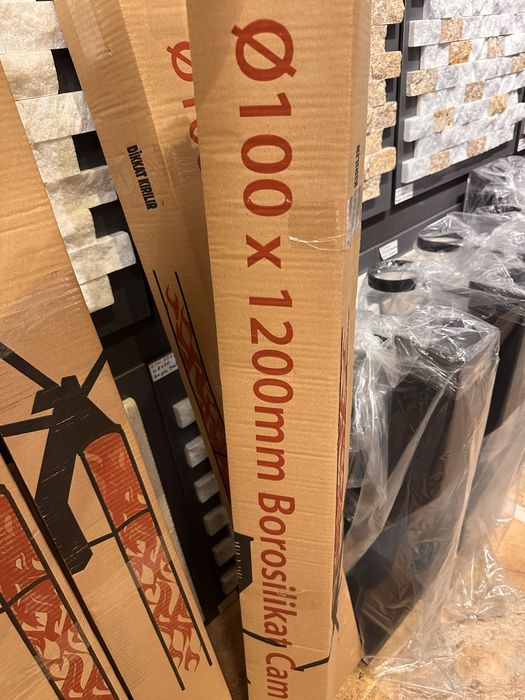 Ø100 x 1200mm Borosilikat Cam
Ø
DİKKAT KIRILIR